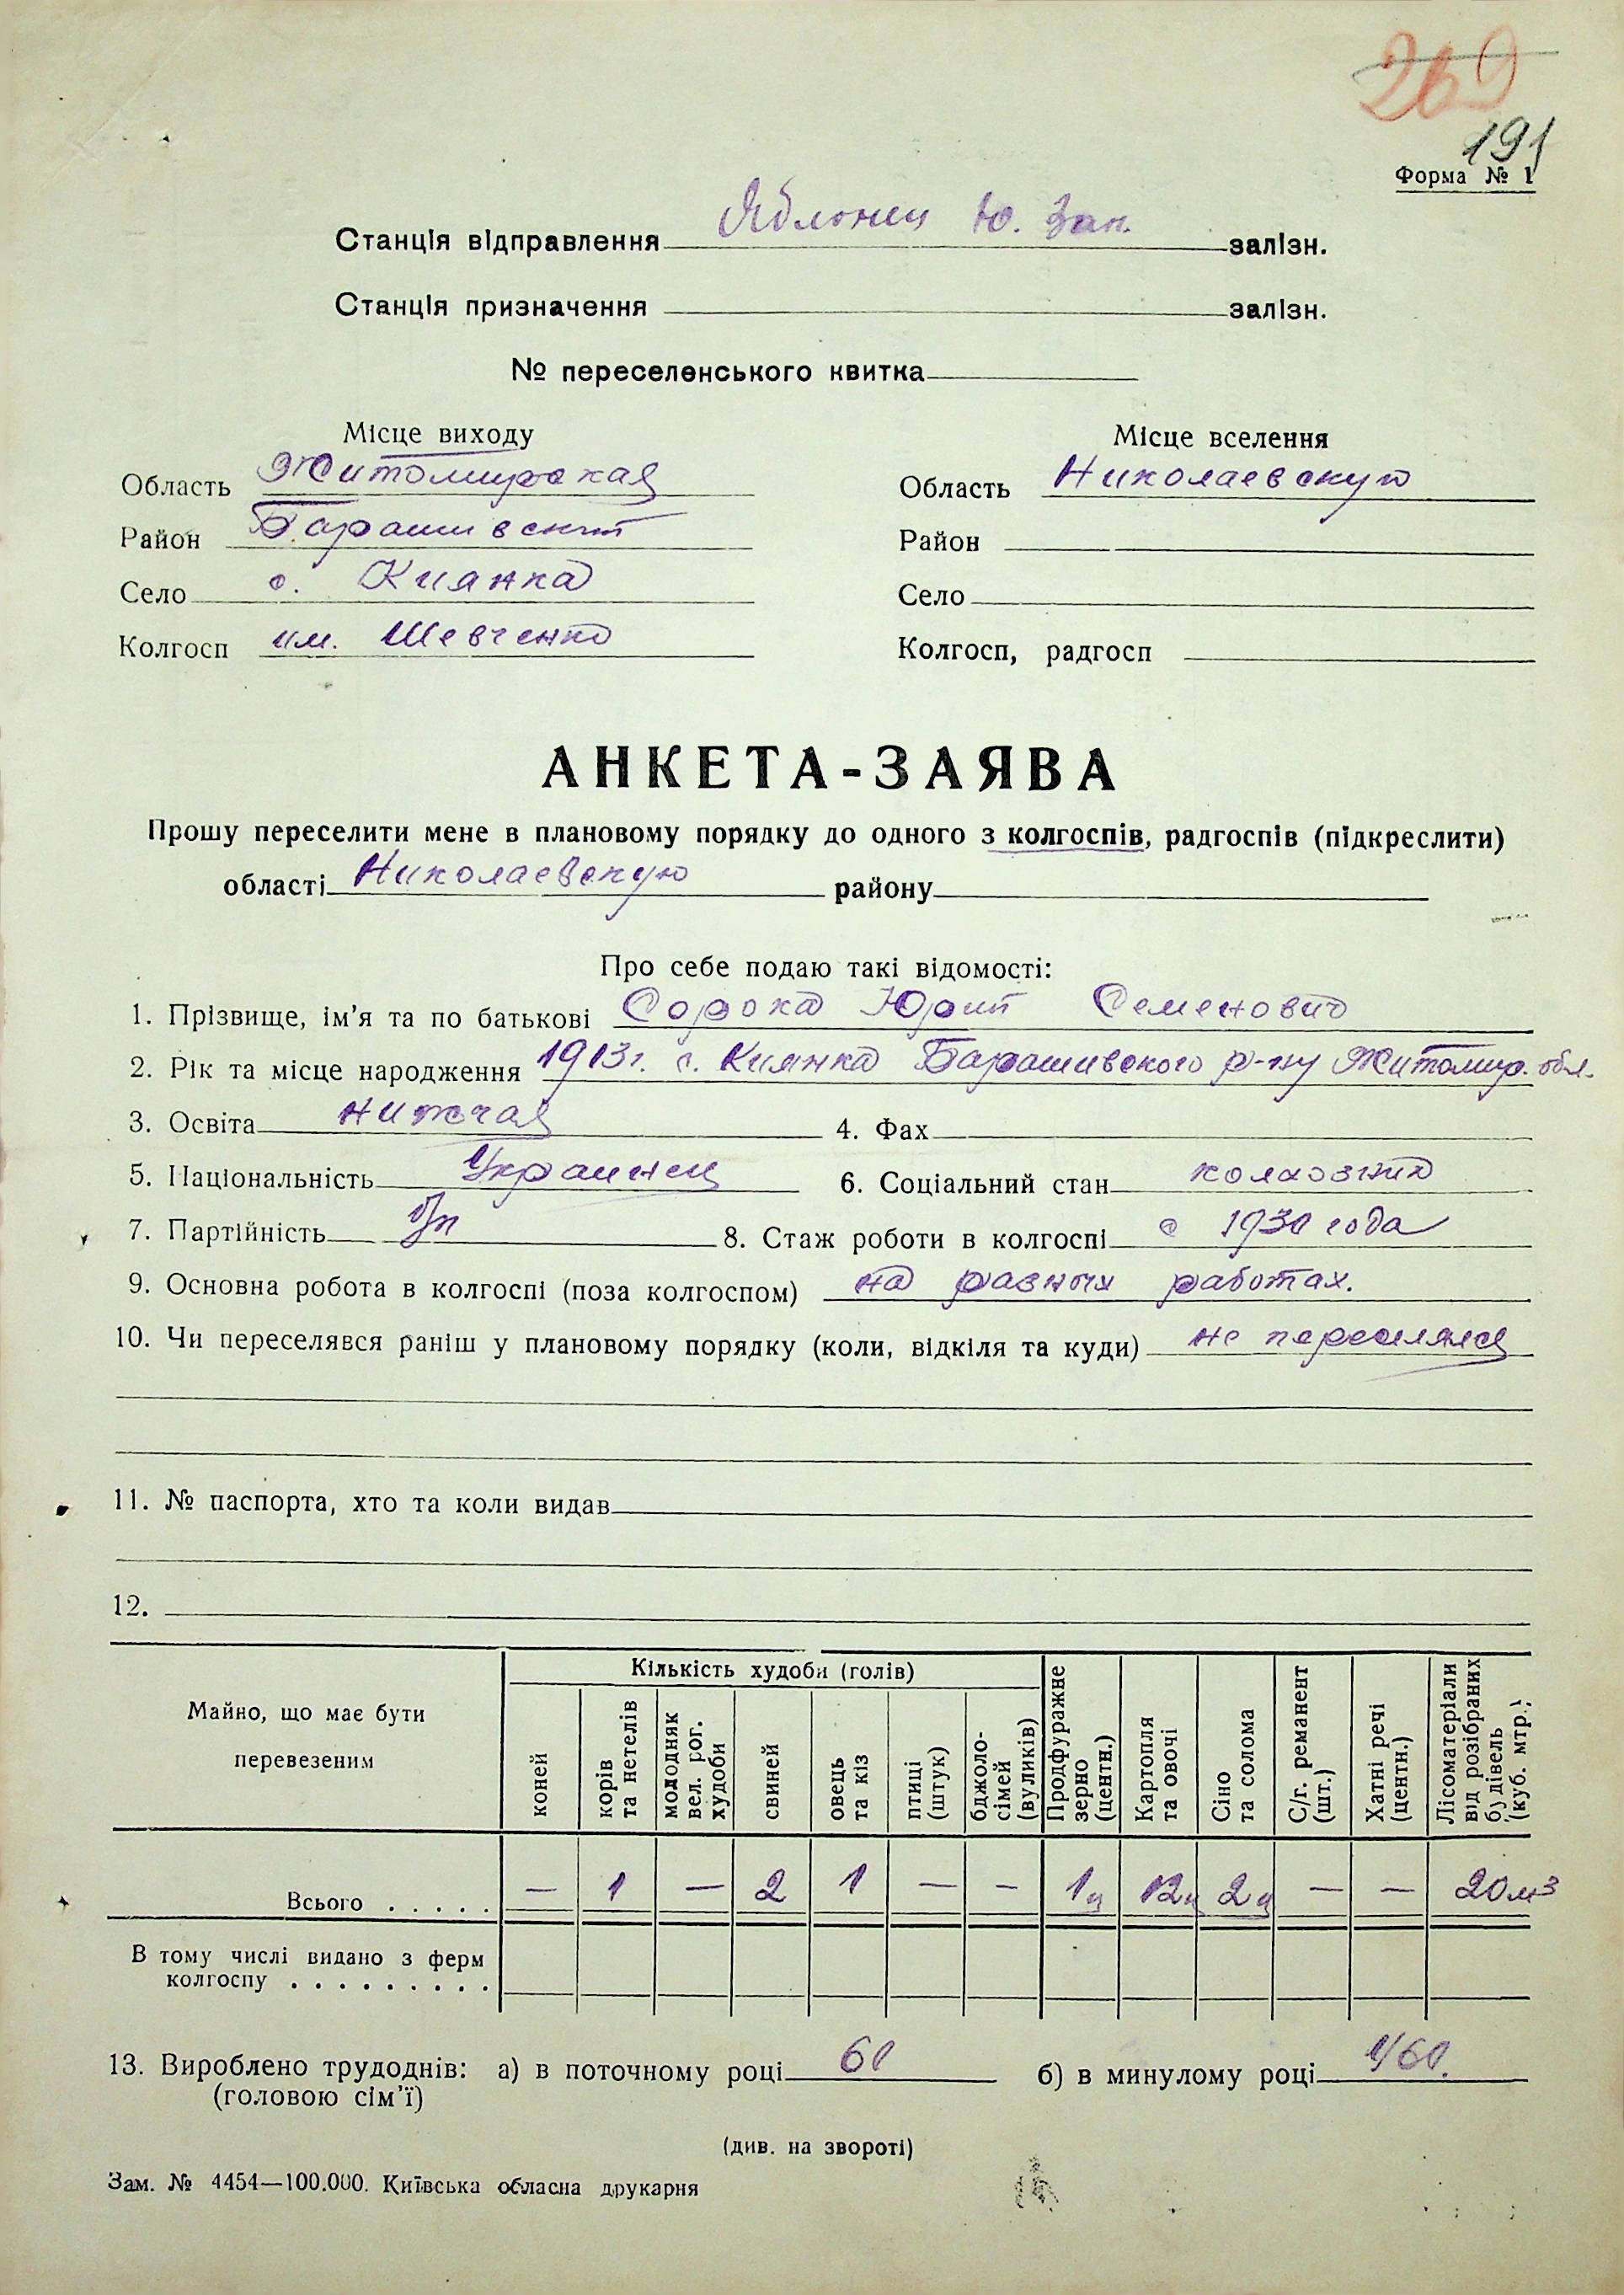 269
191
Форма № 1
Станція відправлення Яблонец Ю. Зап. залізн.
Станція призначення залізн.
№ переселенського квитка
Місце виходу Місце вселення
Область Житомирская Область Николаевскую
Район Барашивский Район
Село с. Киянка Село
Колгосп им. Шевченко Колгосп, радгосп
АНКЕТА-ЗАЯВА
Прошу переселити мене в плановому порядку до одного з колгоспів, радгоспів (підкреслити)
області Николаевскую району
Про себе подаю такі відомості:
1. Прізвище, ім'я та по батькові Сорока Юрий Семенович
2. Рік та місце народження 1913 г. с. Киянка Барашивского р-ну Житомир. обл.
3. Освіта нижчая 4. Фах
5. Національність Украинец 6. Соціальний стан колхозник
7. Партійність б/п 8. Стаж роботи в колгоспі с 1930 года
9. Основна робота в колгоспі (поза колгоспом) на разных работах.
10. Чи переселявся раніш у плановому порядку (коли, відкіля та куди) не переселялся
11. № паспорта, хто та коли видав
12.
Майно, що має бути перевезеним
Кількість худоби (голів)
коней
корів та нетелів
молодняк вел. рог. худоби
свиней
овець та кіз
птиці (штук)
бджоло-сімей (вуликів)
Продфуражне зерно (центн.)
Картопля та овочі
Сіно та солома
С/г. реманент (шт.)
Хатні речі (центн.)
Лісоматеріали від розібраних будівель (куб. мтр.)
Всього . . . . . — 1 — 2 1 — — 1ц 12ц 2ц — — 20 м3
В тому числі видано з ферм
колгоспу . . . . . . . . .
13. Вироблено трудоднів: а) в поточному році 60 б) в минулому році 160.
(головою сім'ї)
(див. на звороті)
Зам. № 4454—100.000. Київська обласна друкарня